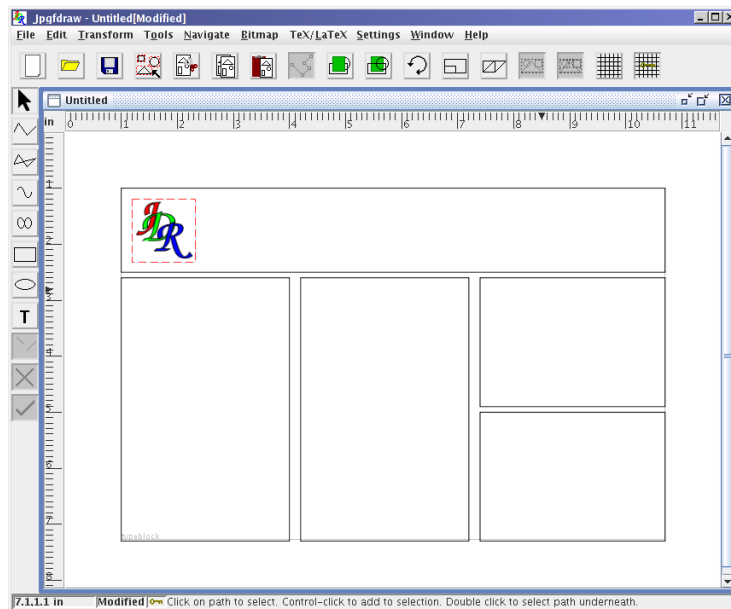 Jpgfdraw - Untitled[Modified]
File Edit Transform Tools Navigate Bitmap TeX/LaTeX Settings Window Help
Untitled
in 0 1 2 3 4 5 6 7 8 9 10 11
1
JDR
2
3
T
4
5
6
7
typeblock
8
7.1,1.1 in Modified Click on path to select. Control-click to add to selection. Double click to select path underneath.